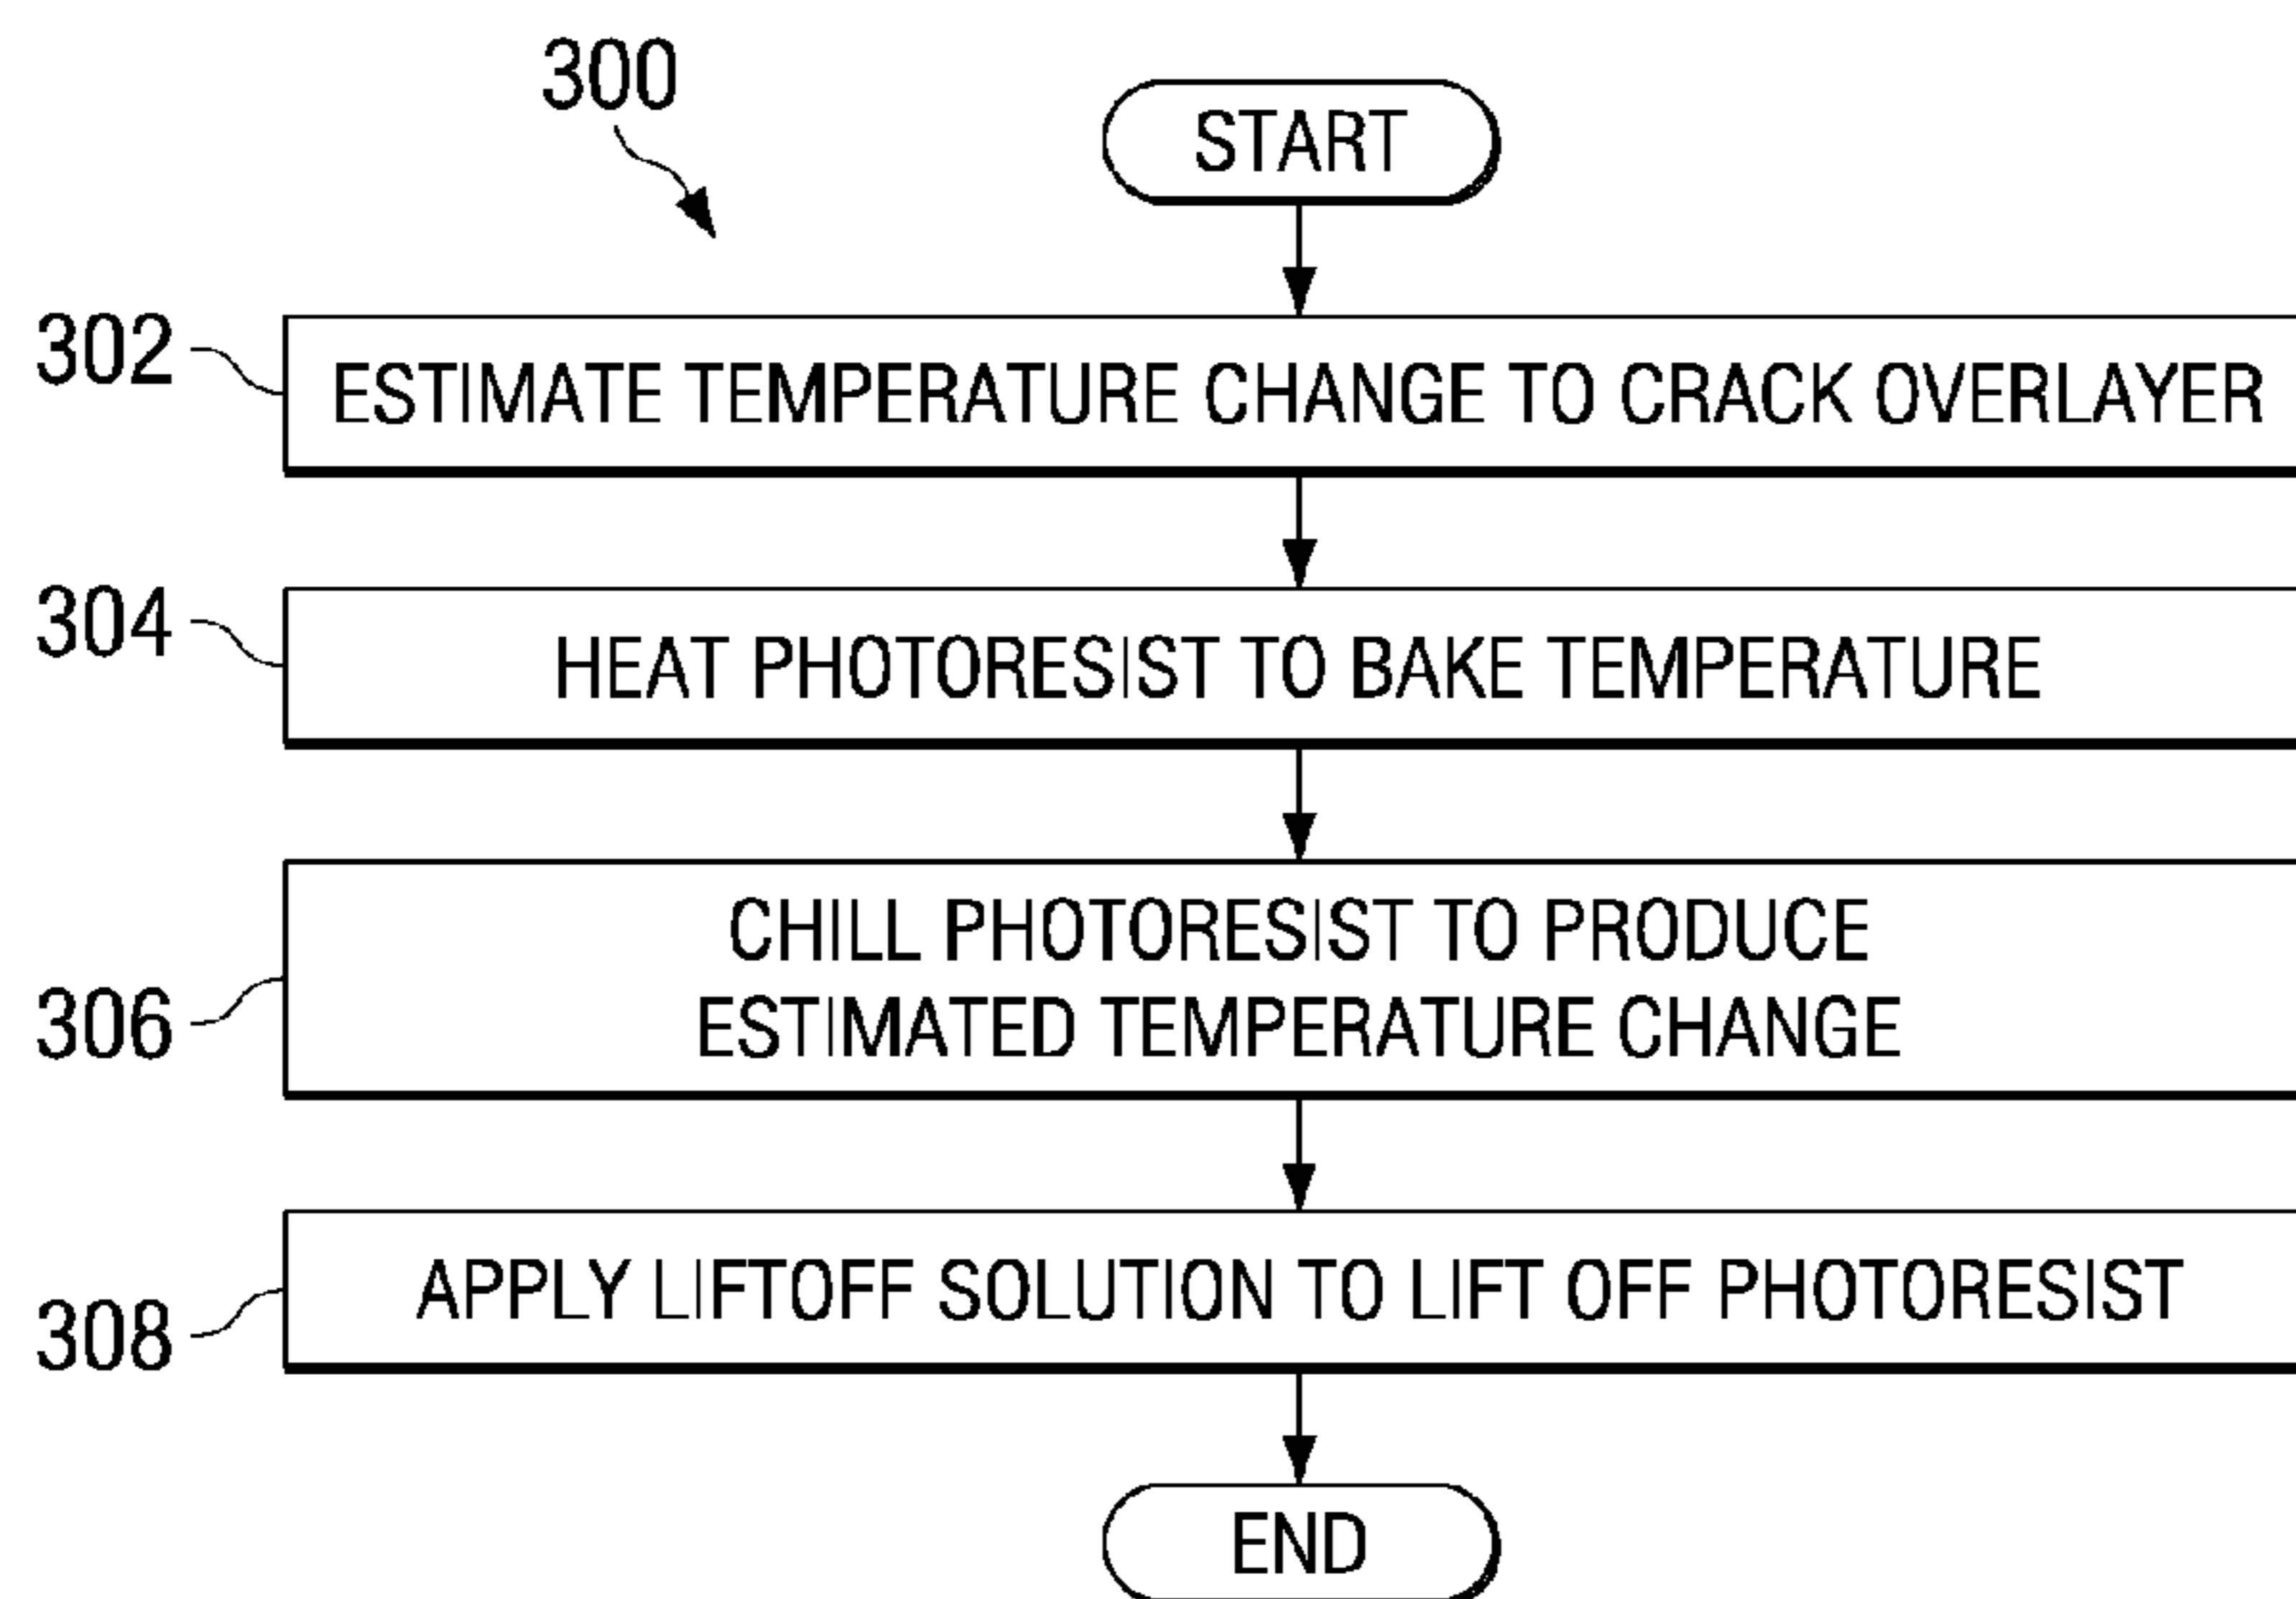 300
START
302
ESTIMATE TEMPERATURE CHANGE TO CRACK OVERLAYER
304
HEAT PHOTORESIST TO BAKE TEMPERATURE
306
CHILL PHOTORESIST TO PRODUCE
ESTIMATED TEMPERATURE CHANGE
308
APPLY LIFTOFF SOLUTION TO LIFT OFF PHOTORESIST
END